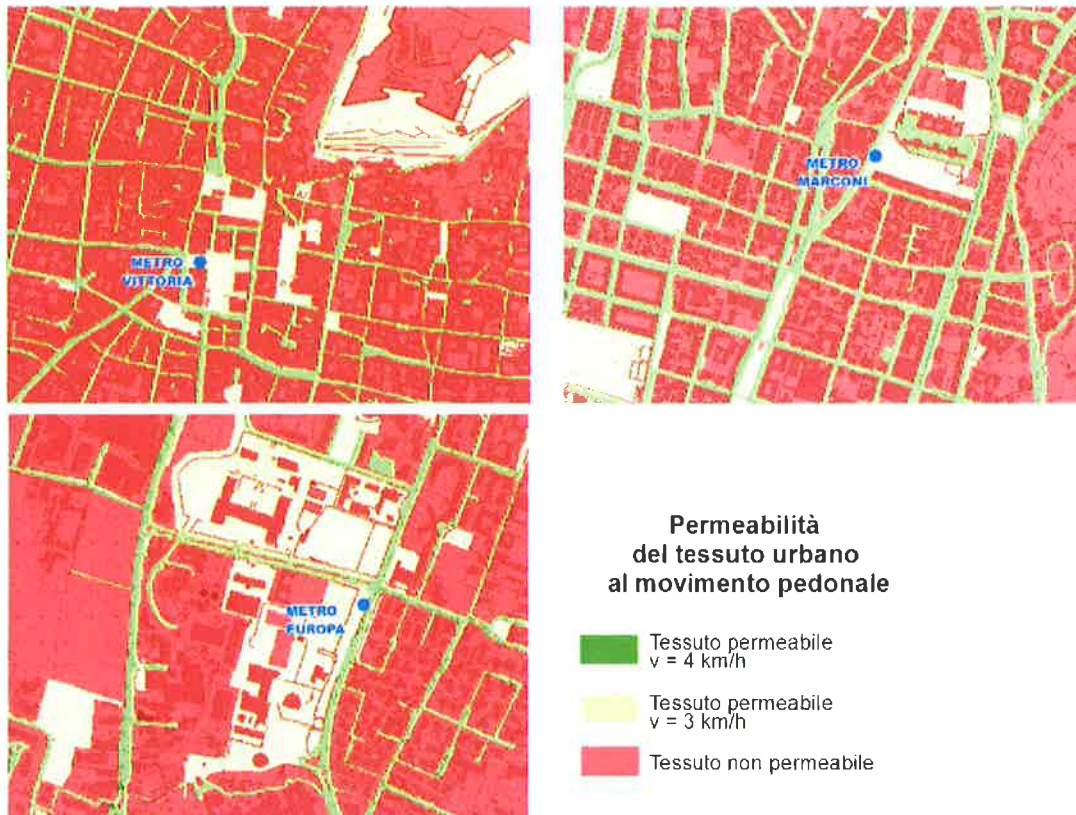 METRO
VITTORIA
METRO
MARCONI
METRO
EUROPA
Permeabilità
del tessuto urbano
al movimento pedonale
Tessuto permeabile
v = 4 km/h
Tessuto permeabile
v = 3 km/h
Tessuto non permeabile